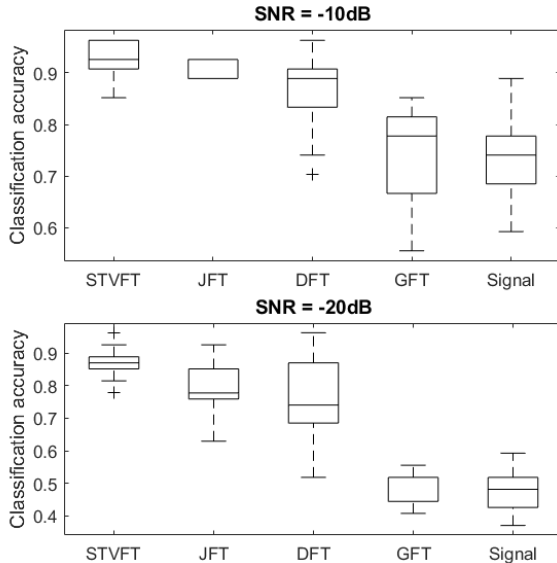 SNR = -10dB
Classification accuracy
0.9
0.8
0.7
0.6
STVFT JFT DFT GFT Signal
SNR = -20dB
Classification accuracy
0.9
0.8
0.7
0.6
0.5
0.4
STVFT JFT DFT GFT Signal